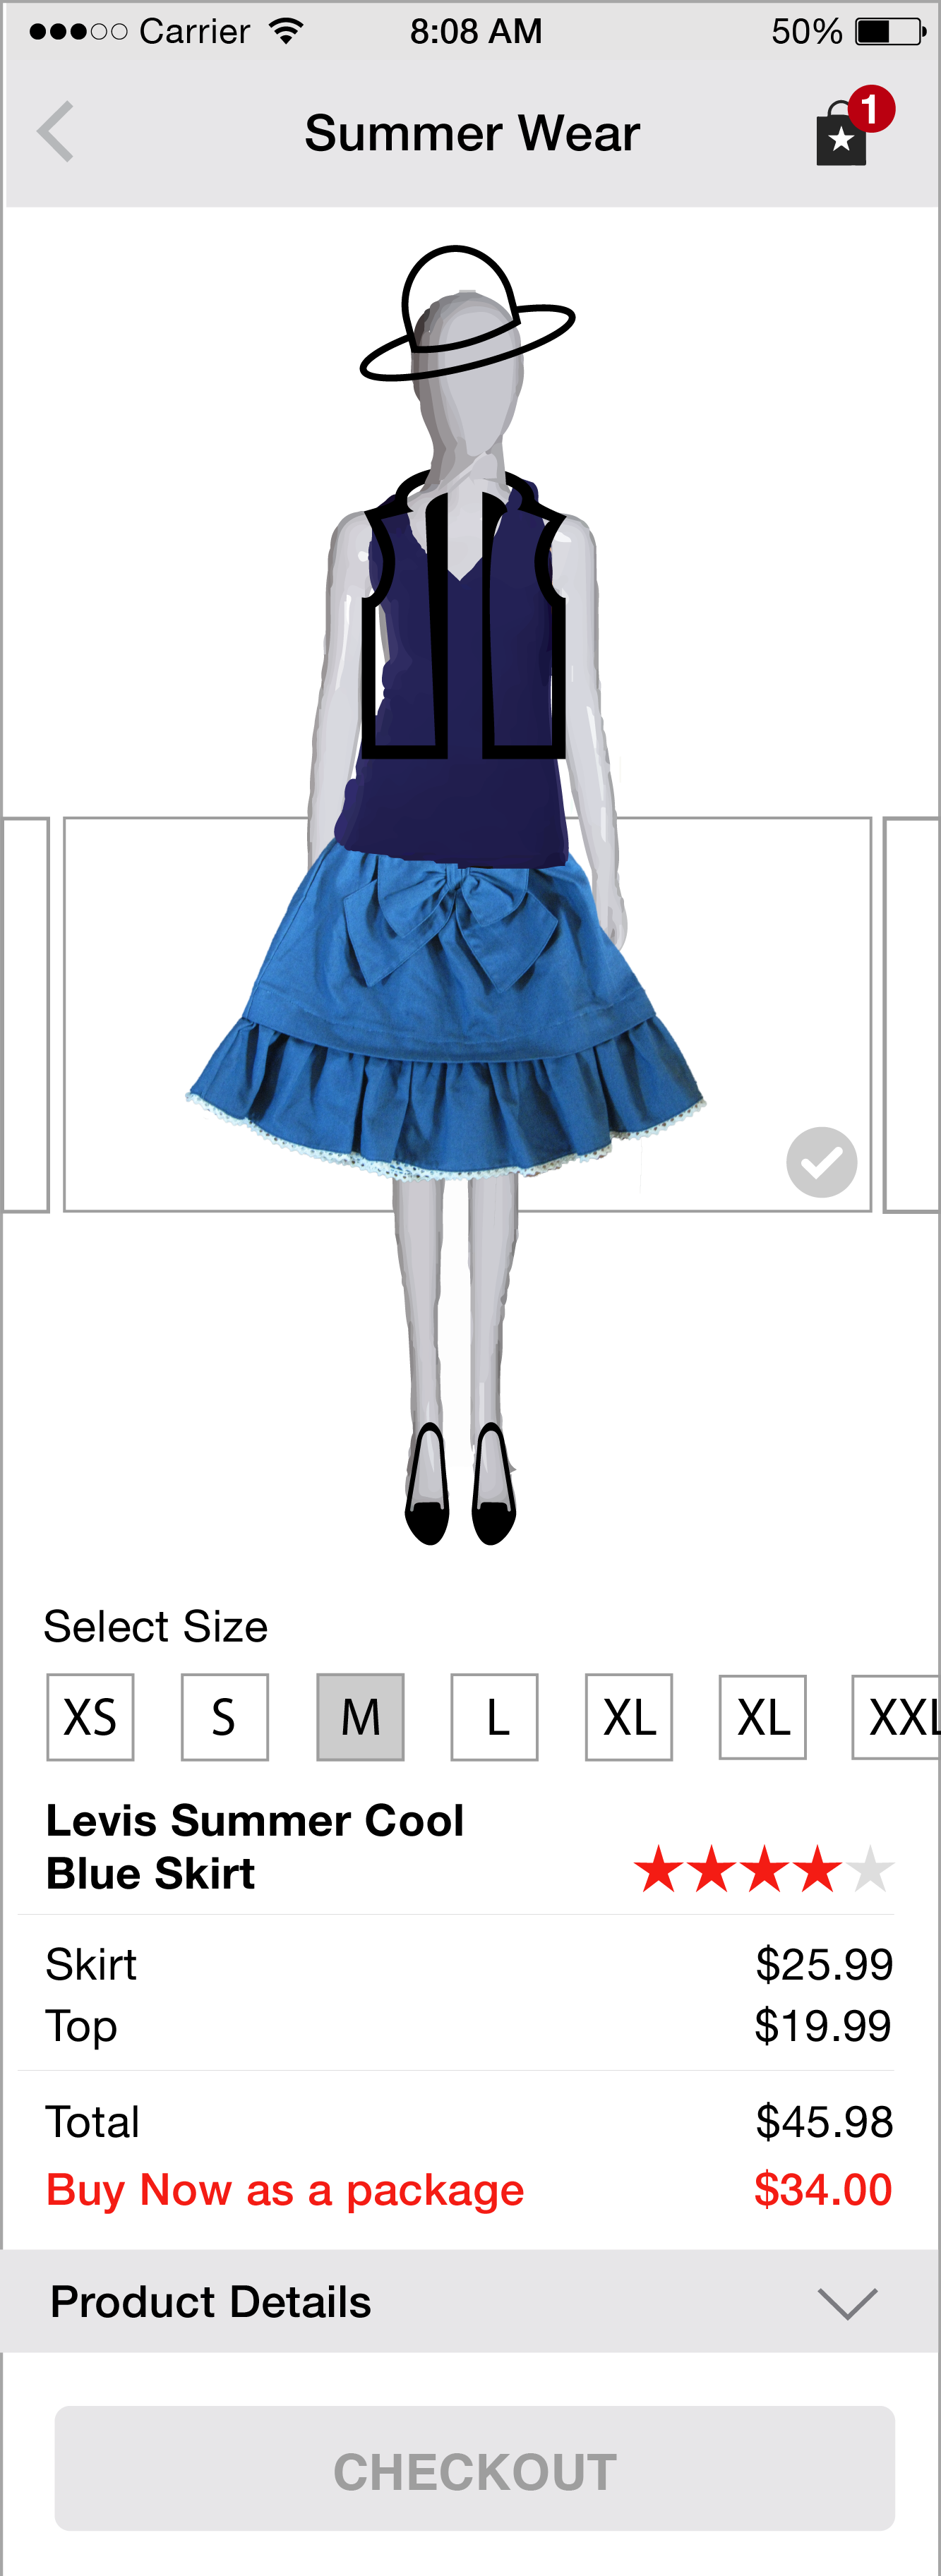 Carrier 8:08 AM 50%
Summer Wear 1
Select Size
XS S M L XL XL XXL
Levis Summer Cool
Blue Skirt
Skirt $25.99
Top $19.99
Total $45.98
Buy Now as a package $34.00
Product Details
CHECKOUT